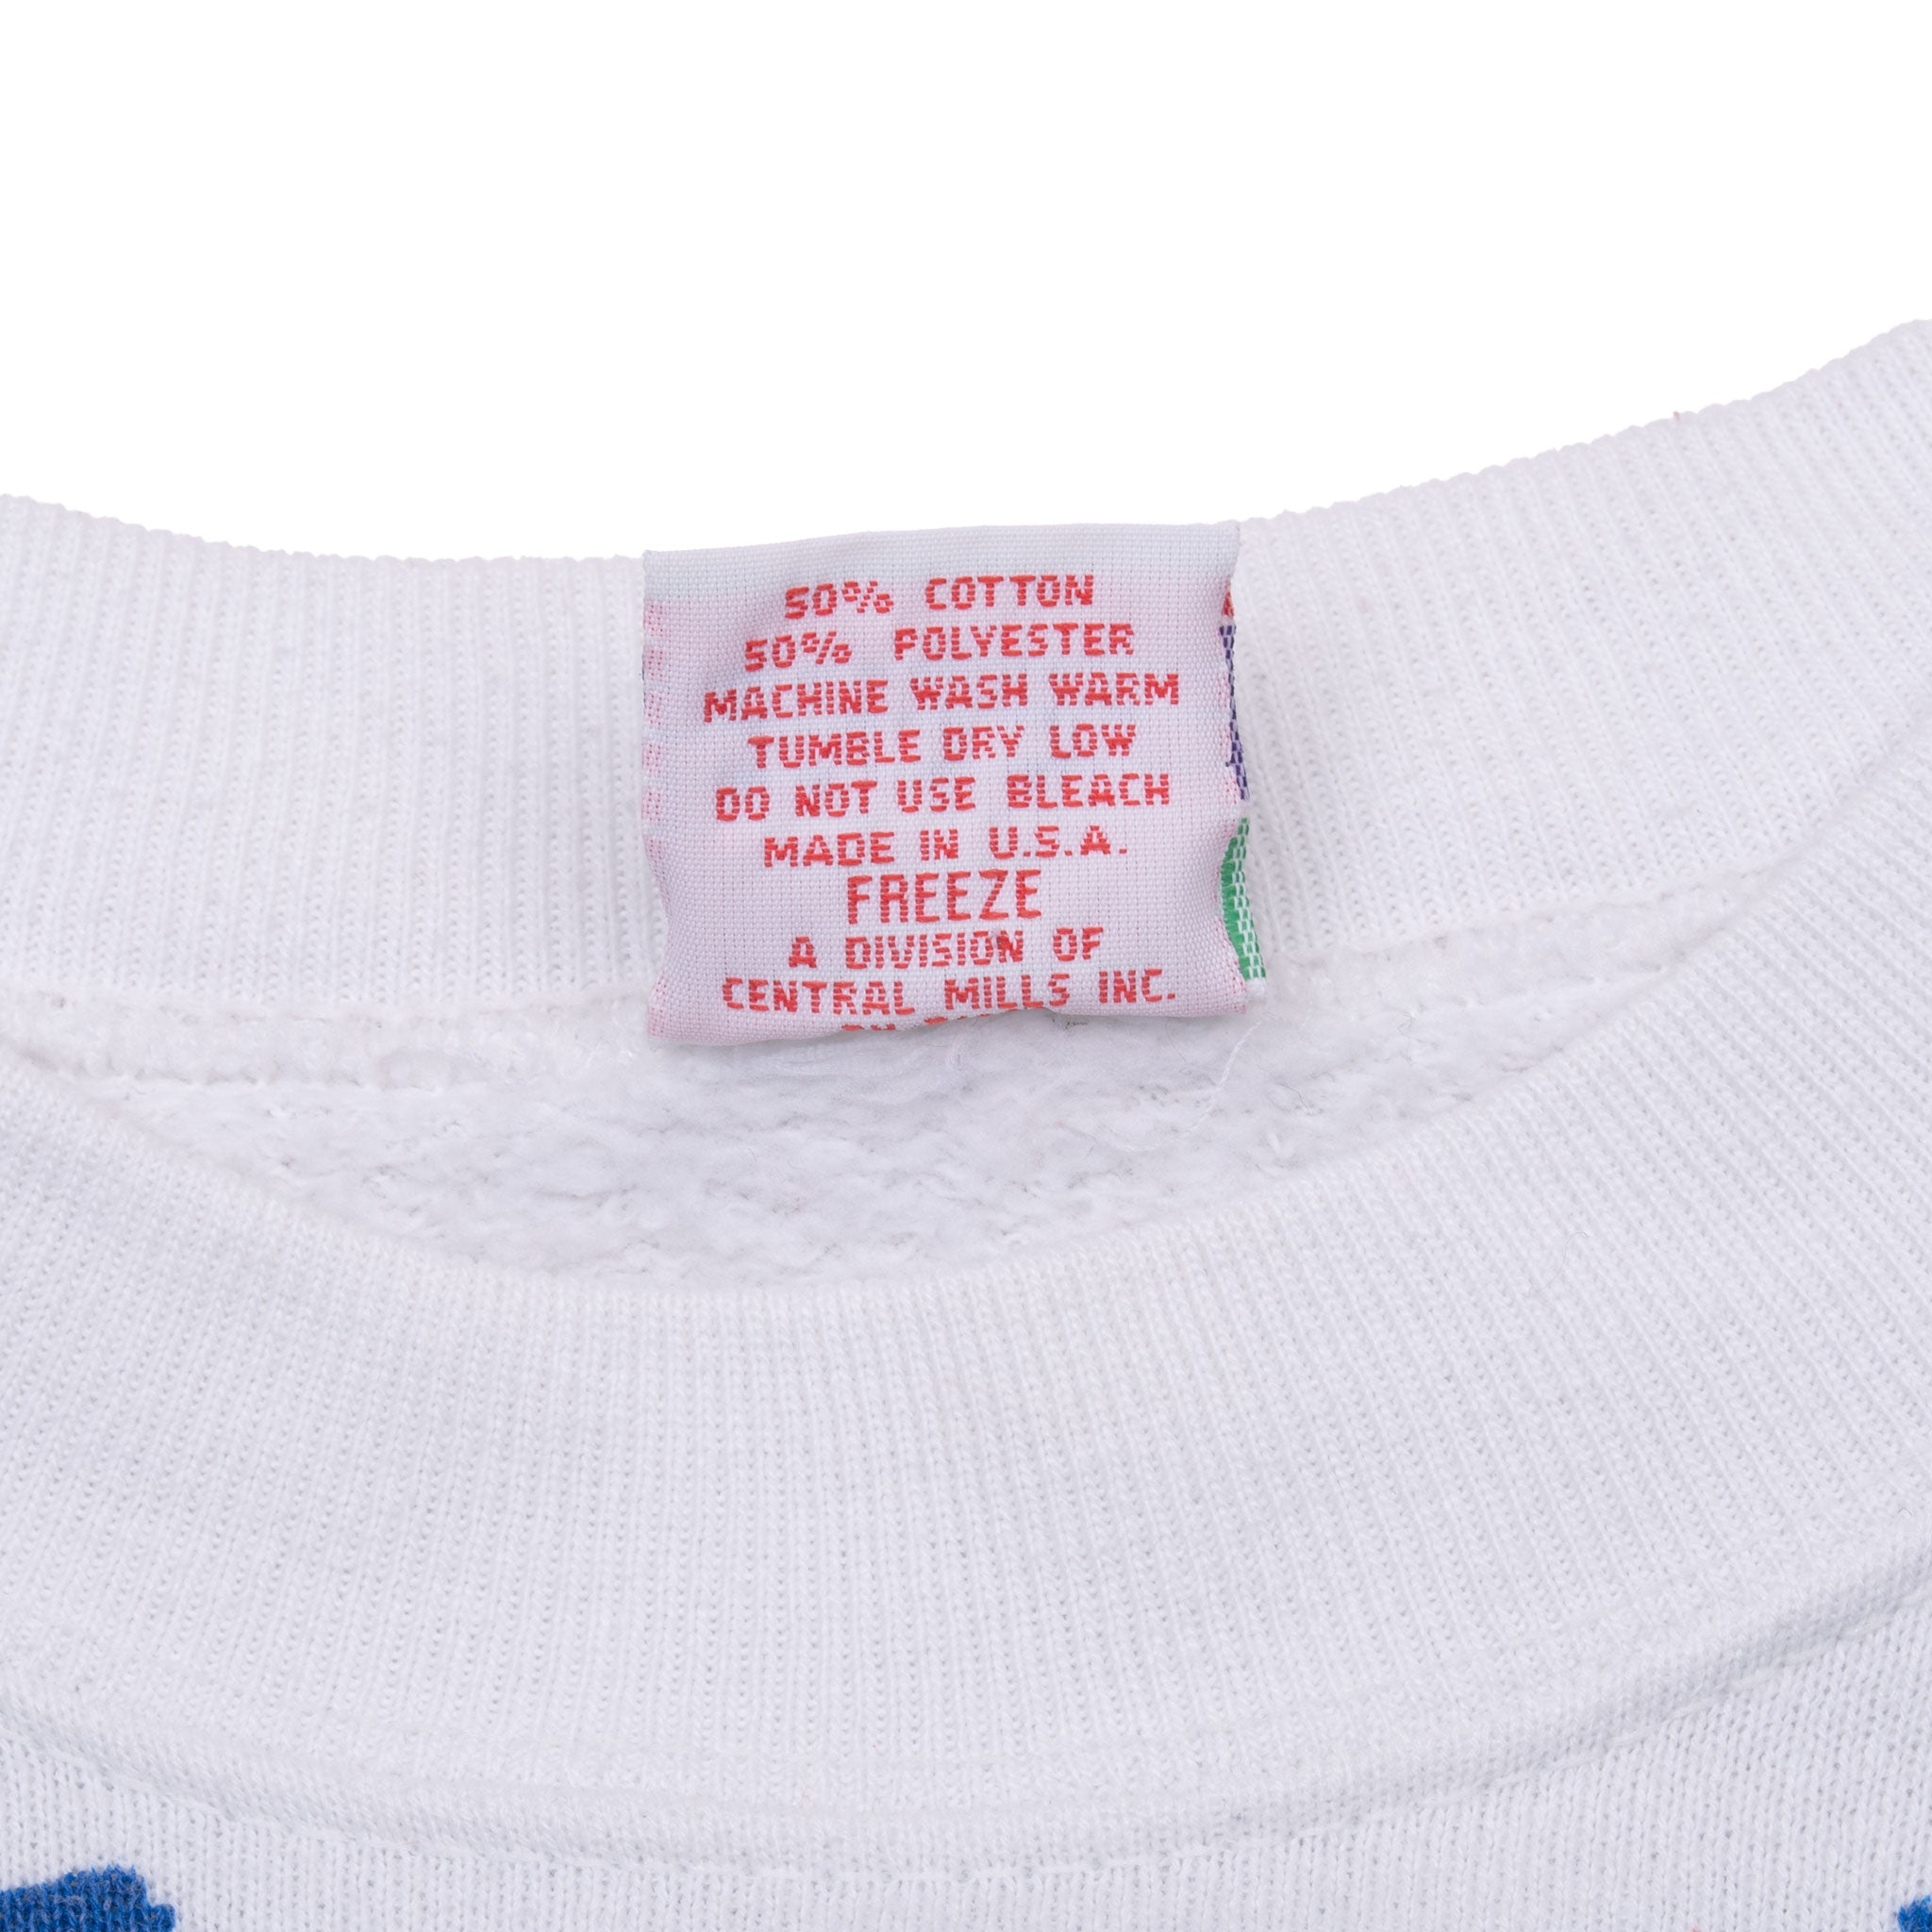 50% COTTON
50% POLYESTER
MACHINE WASH WARM
TUMBLE DRY LOW
DO NOT USE BLEACH
MADE IN U.S.A.
FREEZE
A DIVISION OF
CENTRAL MILLS INC.